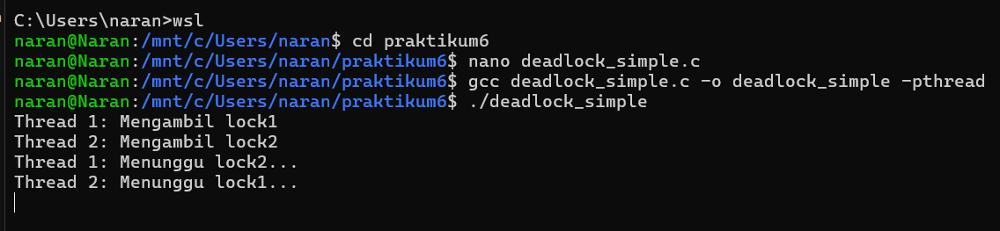 C:\Users\naran>wsl
naran@Naran:/mnt/c/Users/naran$ cd praktikum6
naran@Naran:/mnt/c/Users/naran/praktikum6$ nano deadlock_simple.c
naran@Naran:/mnt/c/Users/naran/praktikum6$ gcc deadlock_simple.c -o deadlock_simple -pthread
naran@Naran:/mnt/c/Users/naran/praktikum6$ ./deadlock_simple
Thread 1: Mengambil lock1
Thread 2: Mengambil lock2
Thread 1: Menunggu lock2...
Thread 2: Menunggu lock1...